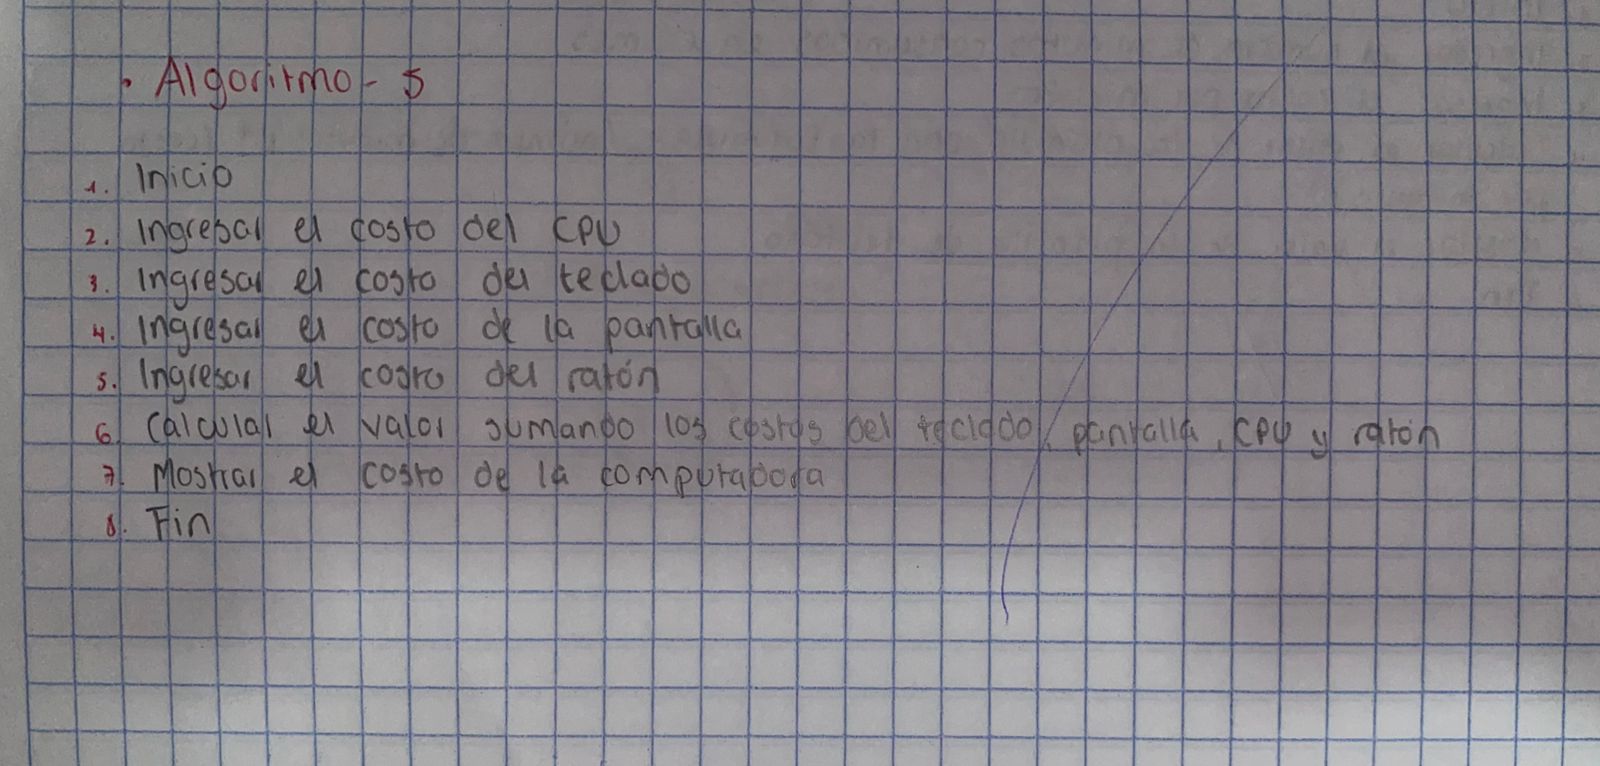 • Algoritmo - 5
1. Inicio
2. Ingresar el costo del CPU
3. Ingresar el costo del teclado
4. Ingresar el costo de la pantalla
5. Ingresar el costo del ratón
6. Calcular el valor sumando los costos del teclado, pantalla, CPU y ratón
7. Mostrar el costo de la computadora
8. Fin